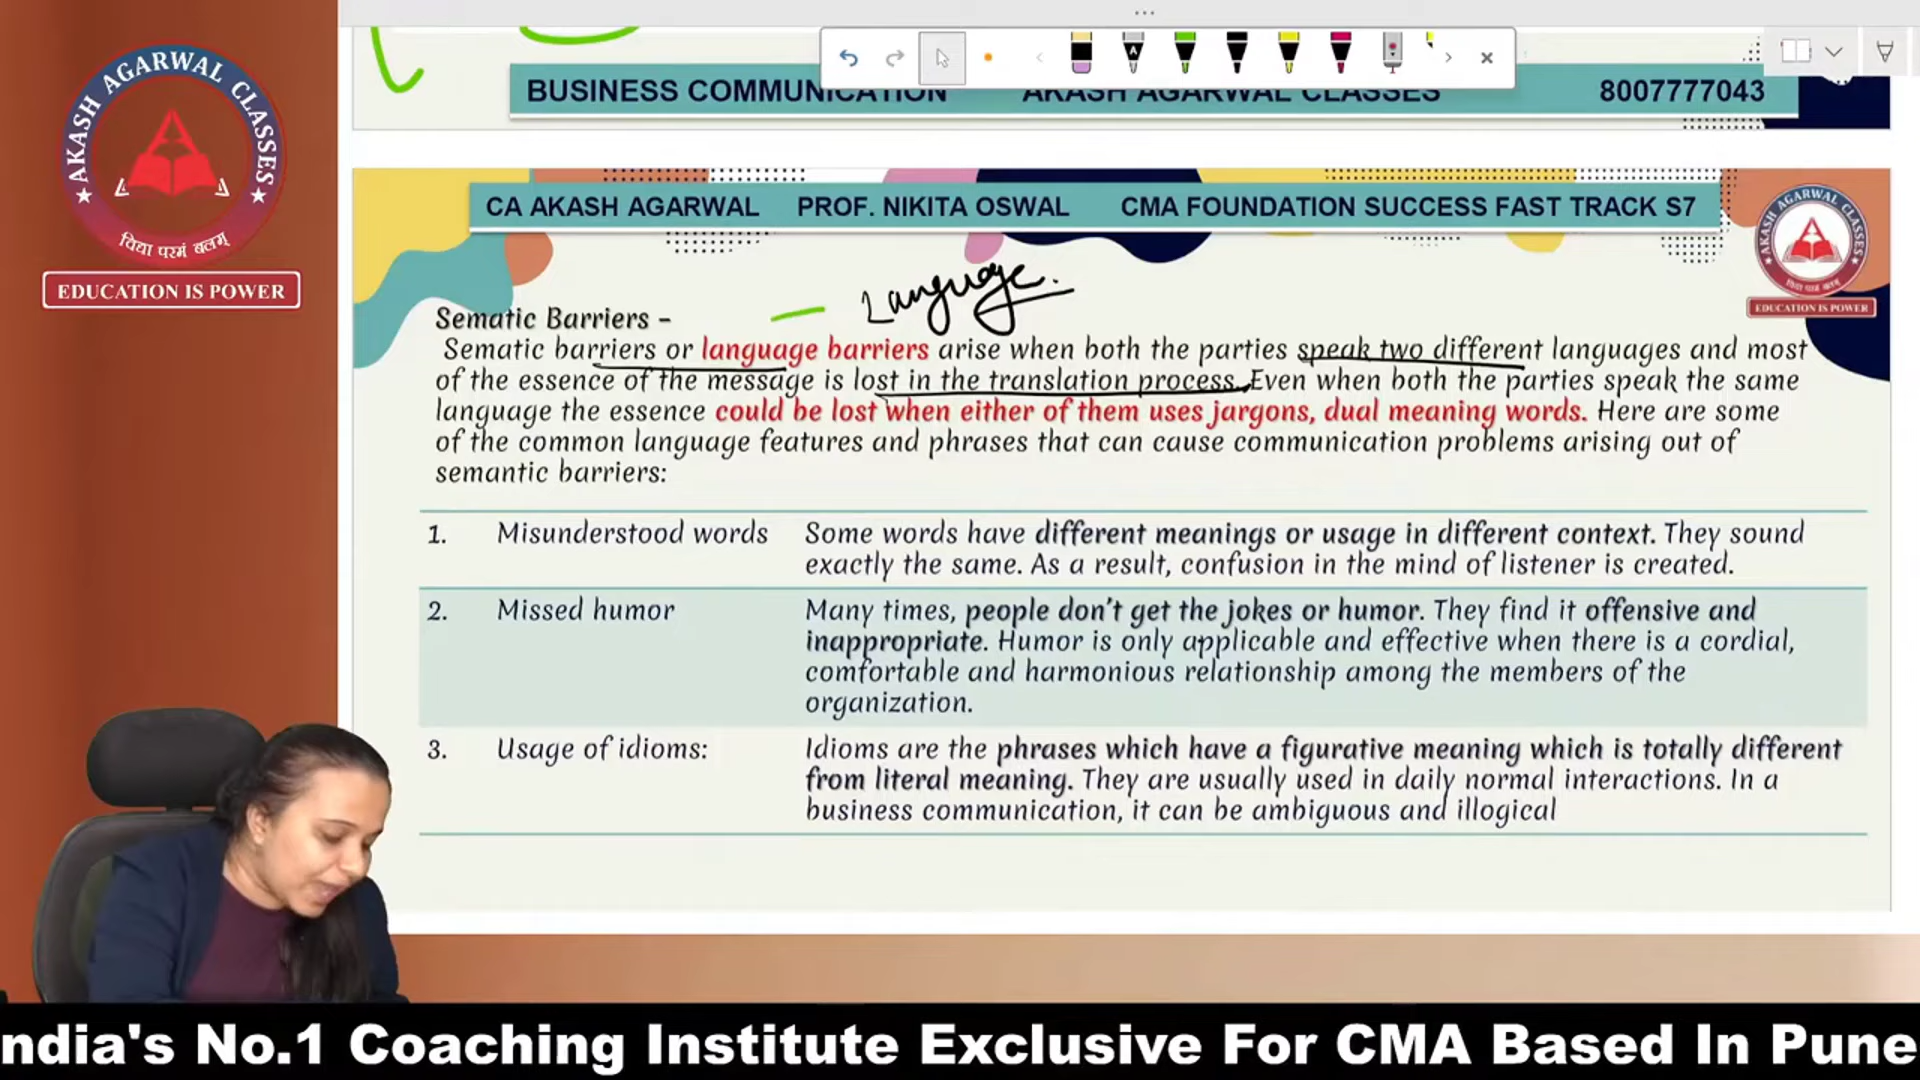 AKASH AGARWAL CLASSES
विद्या परमं बलम्
EDUCATION IS POWER
BUSINESS COMMUNICATION AKASH AGARWAL CLASSES 8007777043
CA AKASH AGARWAL PROF. NIKITA OSWAL CMA FOUNDATION SUCCESS FAST TRACK S7
AKASH AGARWAL CLASSES
EDUCATION IS POWER
Language.
Sematic Barriers –
Sematic barriers or language barriers arise when both the parties speak two different languages and most
of the essence of the message is lost in the translation process. Even when both the parties speak the same
language the essence could be lost when either of them uses jargons, dual meaning words. Here are some
of the common language features and phrases that can cause communication problems arising out of
semantic barriers:
1. Misunderstood words Some words have different meanings or usage in different context. They sound
exactly the same. As a result, confusion in the mind of listener is created.
2. Missed humor Many times, people don't get the jokes or humor. They find it offensive and
inappropriate. Humor is only applicable and effective when there is a cordial,
comfortable and harmonious relationship among the members of the
organization.
3. Usage of idioms: Idioms are the phrases which have a figurative meaning which is totally different
from literal meaning. They are usually used in daily normal interactions. In a
business communication, it can be ambiguous and illogical
ndia's No.1 Coaching Institute Exclusive For CMA Based In Pune